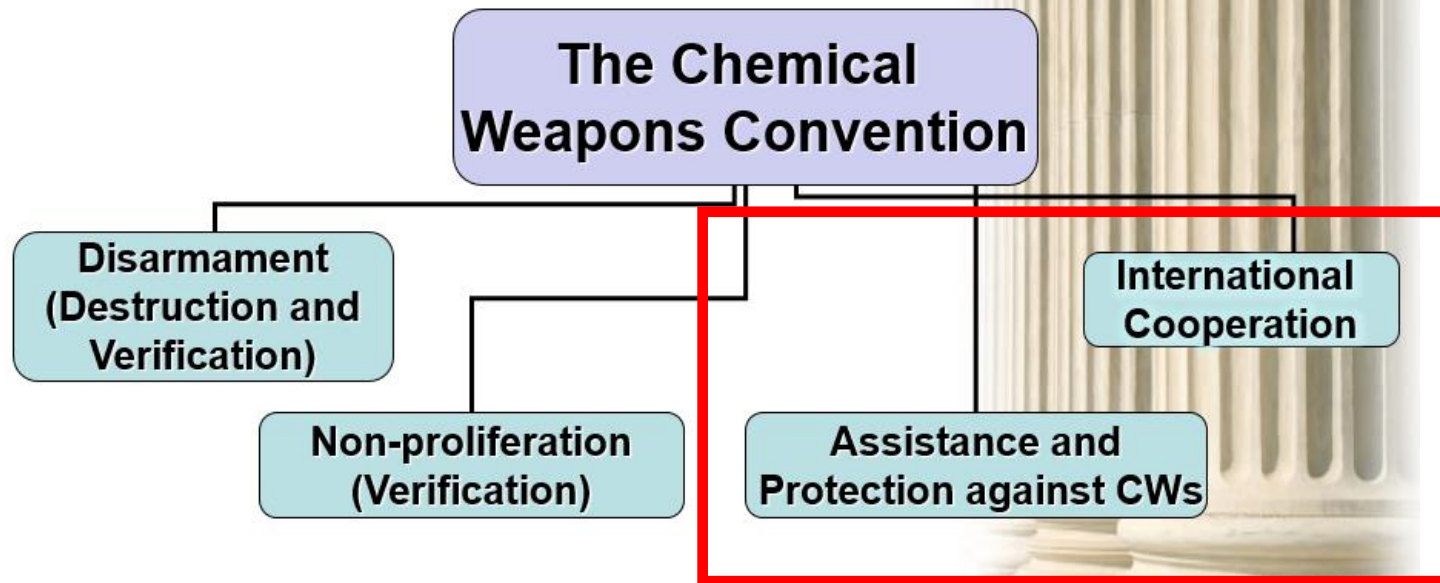 The Chemical
Weapons Convention
Disarmament
(Destruction and
Verification)
International
Cooperation
Non-proliferation
(Verification)
Assistance and
Protection against CWs